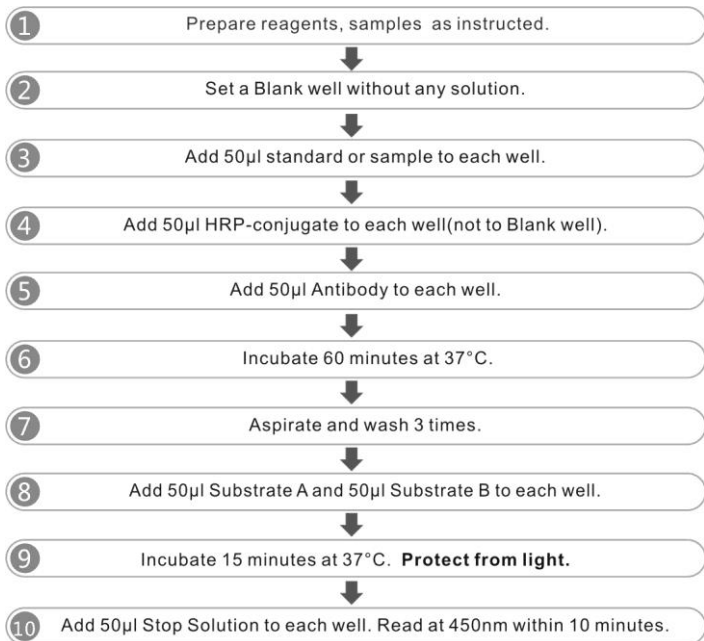 1 Prepare reagents, samples as instructed.
2 Set a Blank well without any solution.
3 Add 50μl standard or sample to each well.
4 Add 50μl HRP-conjugate to each well(not to Blank well).
5 Add 50μl Antibody to each well.
6 Incubate 60 minutes at 37°C.
7 Aspirate and wash 3 times.
8 Add 50μl Substrate A and 50μl Substrate B to each well.
9 Incubate 15 minutes at 37°C. Protect from light.
10 Add 50μl Stop Solution to each well. Read at 450nm within 10 minutes.